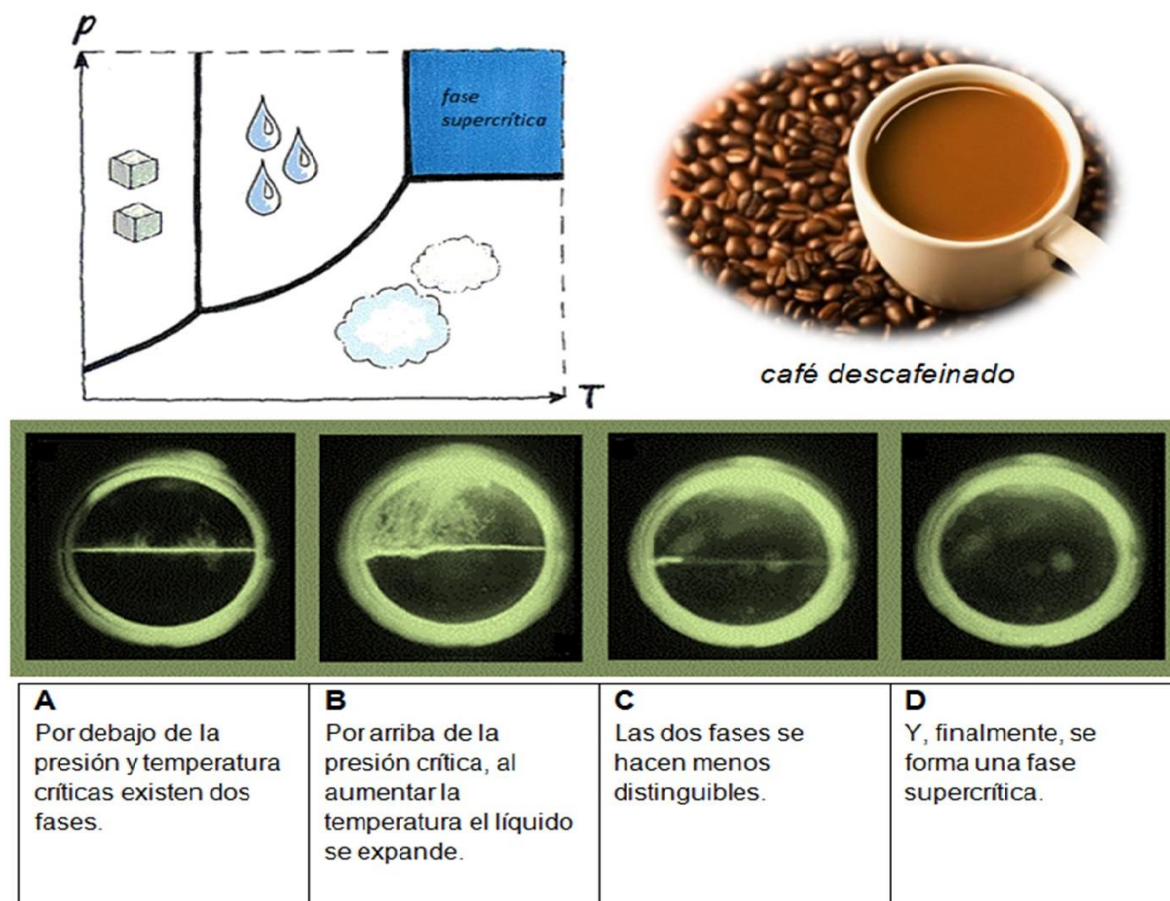 P
fase
supercrítica
T
café descafeinado
A
Por debajo de la
presión y temperatura
críticas existen dos
fases.
B
Por arriba de la
presión crítica, al
aumentar la
temperatura el líquido
se expande.
C
Las dos fases se
hacen menos
distinguibles.
D
Y, finalmente, se
forma una fase
supercrítica.